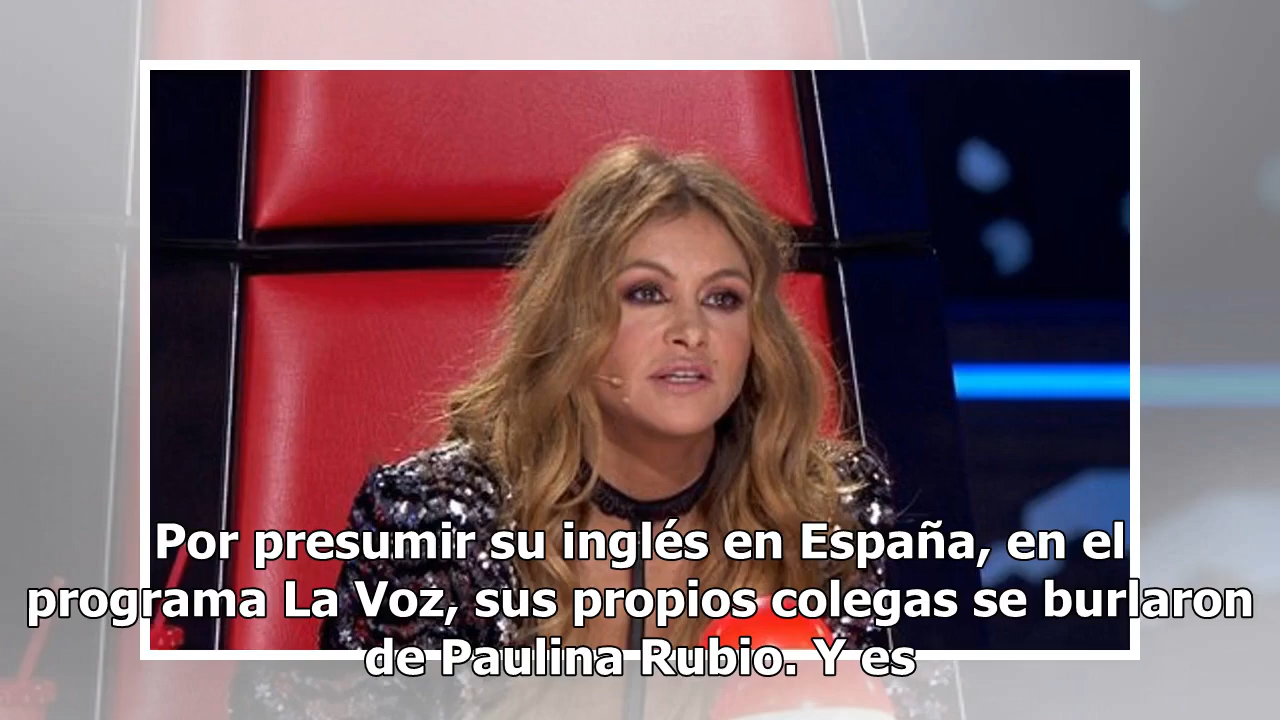 Por presumir su inglés en España, en el
programa La Voz, sus propios colegas se burlaron
de Paulina Rubio. Y es